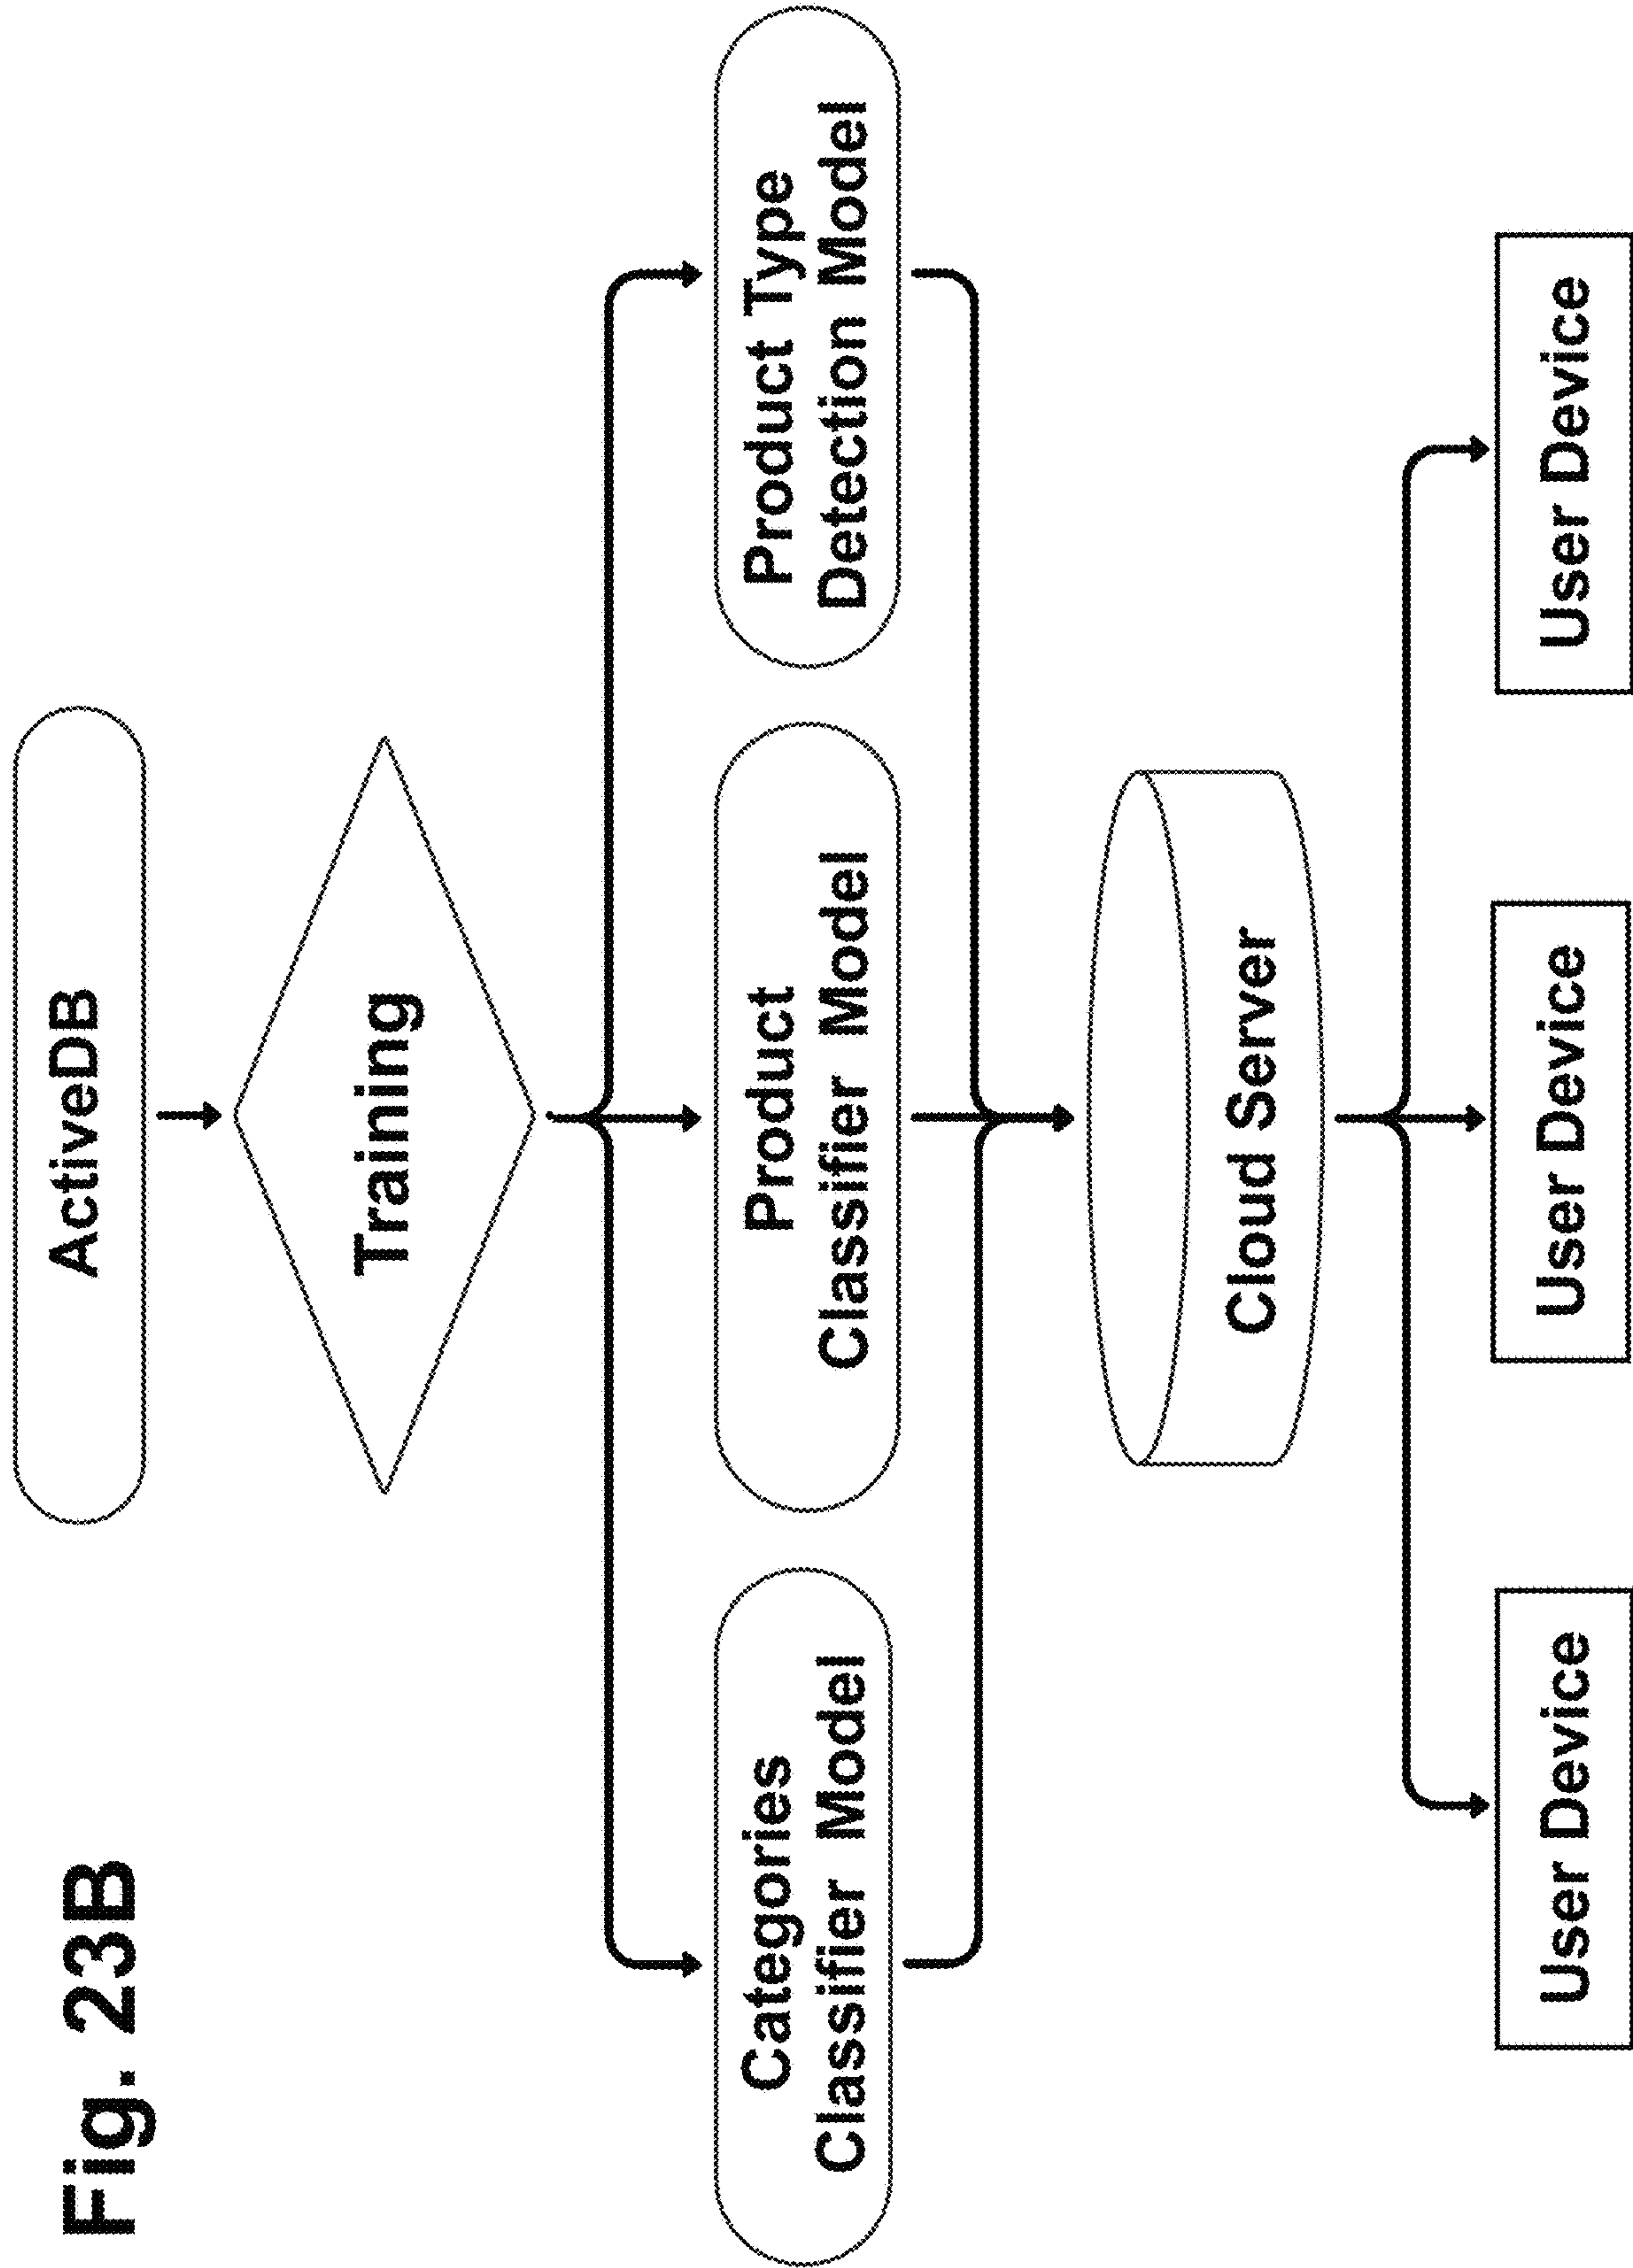 Fig. 23B
ActiveDB
Training
Categories
Classifier Model
Product
Classifier Model
Product Type
Detection Model
Cloud Server
User Device
User Device
User Device